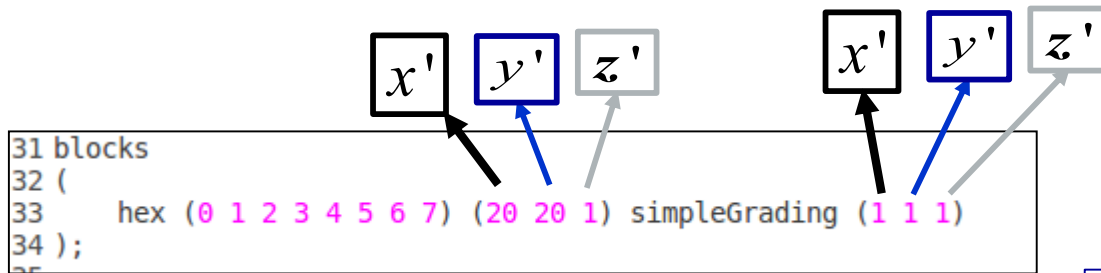 x' y' z' x' y' z'
31 blocks
32 (
33 hex (0 1 2 3 4 5 6 7) (20 20 1) simpleGrading (1 1 1)
34 );
35